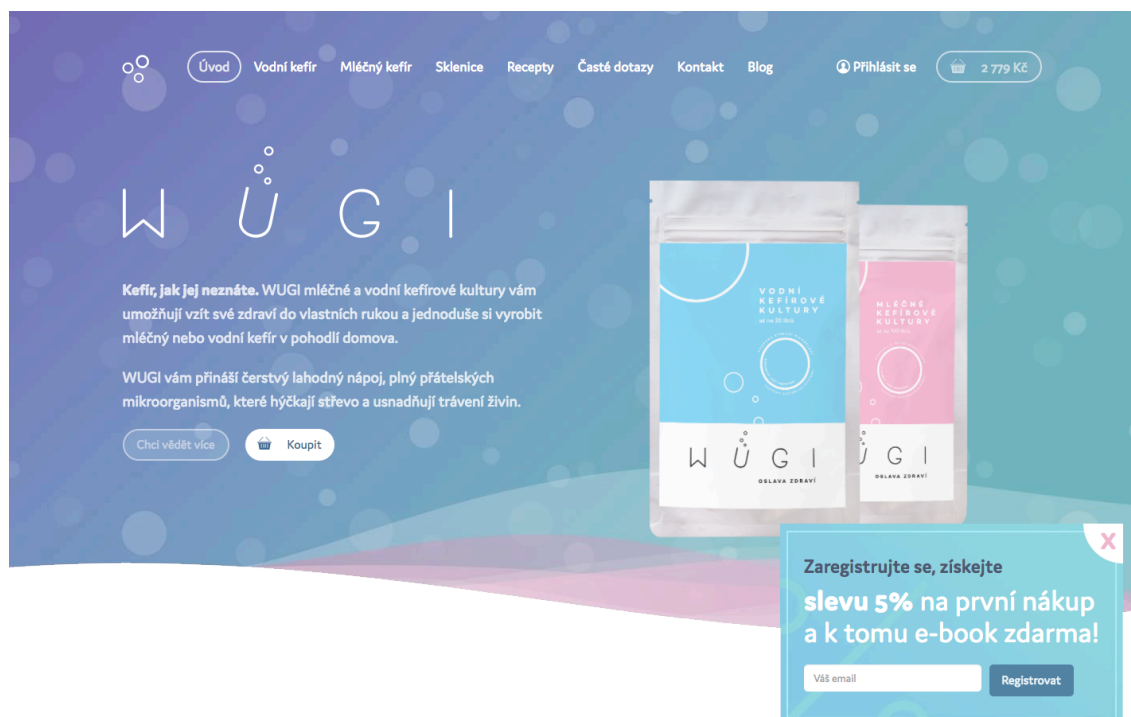 Úvod Vodní kefír Mléčný kefír Sklenice Recepty Časté dotazy Kontakt Blog Přihlásit se 2 779 Kč
WUGI
Kefír, jak jej neznáte. WUGI mléčné a vodní kefírové kultury vám
umožňují vzít své zdraví do vlastních rukou a jednoduše si vyrobit
mléčný nebo vodní kefír v pohodlí domova.
WUGI vám přináší čerstvý lahodný nápoj, plný přátelských
mikroorganismů, které hýčkají střevo a usnadňují trávení živin.
Chci vědět více Koupit
VODNÍ
KEFÍROVÉ
KULTURY
WUGI
OSLAVA ZDRAVÍ
MLÉČNÉ
KEFÍROVÉ
KULTURY
UGI
OSLAVA ZDRAVÍ
X
Zaregistrujte se, získejte
slevu 5% na první nákup
a k tomu e-book zdarma!
Váš email
Registrovat